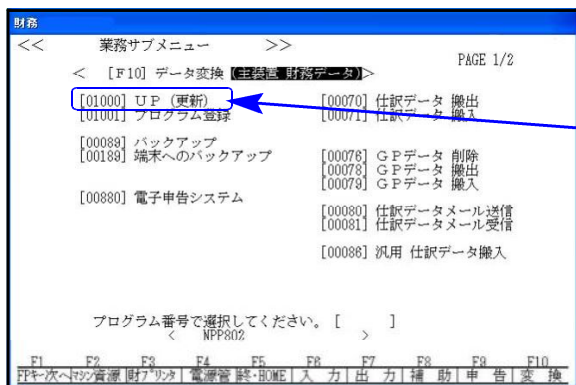 財務
<< 業務サブメニュー >>
PAGE 1/2
< [F10] データ変換 (主装置 財務データ)>
[01000] UP (更新) [00070] 仕訳データ 搬出
[01001] プログラム登録 [00071] 仕訳データ 搬入
[00089] バックアップ
[00189] 端末へのバックアップ [00076] GPデータ 削除
[00078] GPデータ 搬出
[00079] GPデータ 搬入
[00880] 電子申告システム
[00080] 仕訳データメール送信
[00081] 仕訳データメール受信
[00086] 汎用 仕訳データ搬入
プログラム番号で選択してください。 [ ]
< NPP802 >
F1 F2 F3 F4 F5 F6 F7 F8 F9 F10
FPキー次へ マシン資源 財プリンタ 電源管 終・HOME 入 力 出 力 補 助 申 告 変 換